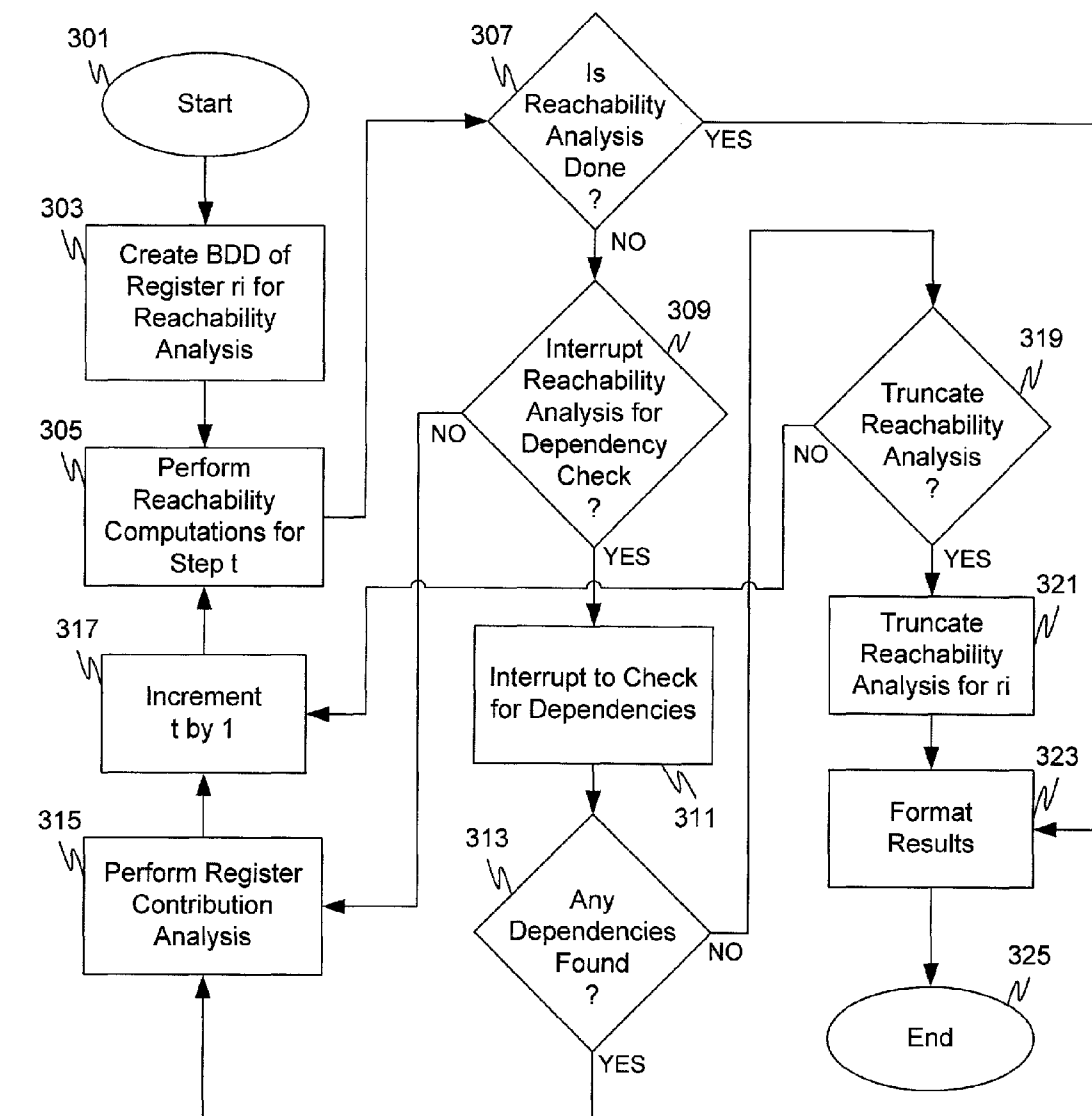 301
Start
303
Create BDD of
Register ri for
Reachability
Analysis
305
Perform
Reachability
Computations for
Step t
317
Increment
t by 1
315
Perform Register
Contribution
Analysis
307
Is
Reachability
Analysis
Done
?
YES
NO
309
Interrupt
Reachability
Analysis for
Dependency
Check
?
NO
YES
Interrupt to Check
for Dependencies
311
313
Any
Dependencies
Found
?
NO
YES
319
Truncate
Reachability
Analysis
?
NO
YES
321
Truncate
Reachability
Analysis for ri
323
Format
Results
325
End